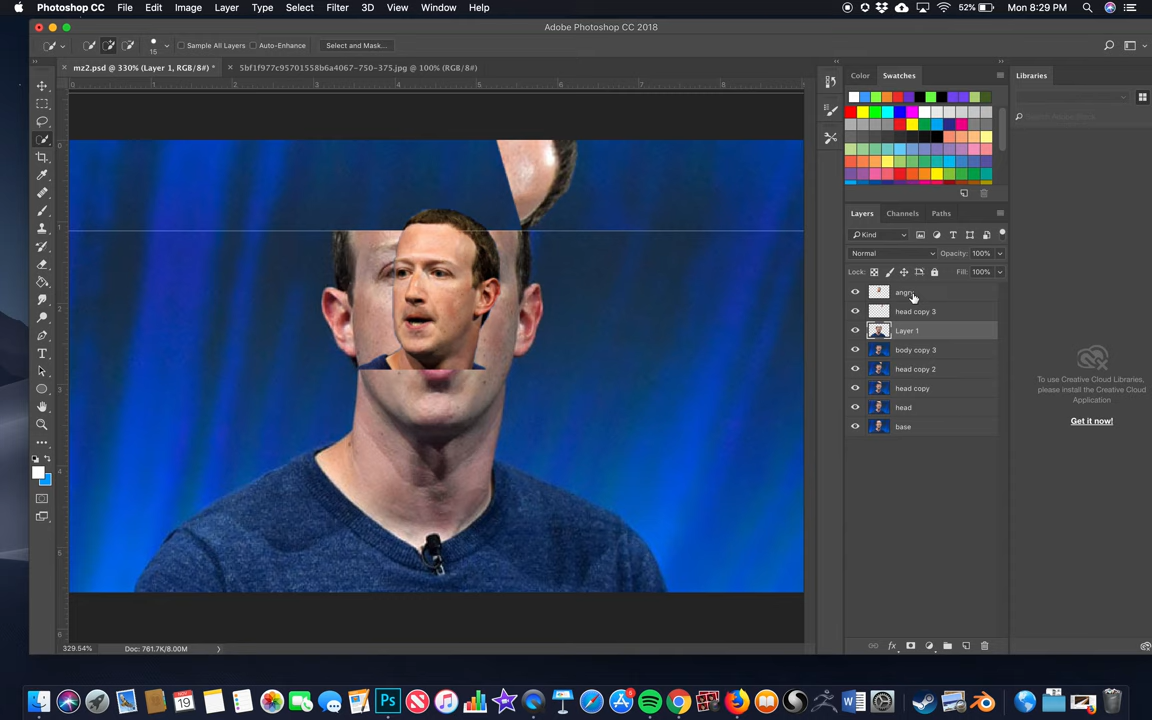 Photoshop CC File Edit Image Layer Type Select Filter 3D View Window Help 52% Mon 8:29 PM
Adobe Photoshop CC 2018
15 Sample All Layers Auto-Enhance Select and Mask...
mz2.psd @ 330% (Layer 1, RGB/8#) * 5bf1f977c95701558b6a4067-750-375.jpg @ 100% (RGB/8#)
Color Swatches
Libraries
Layers Channels Paths
Kind
Normal Opacity: 100%
Lock: Fill: 100%
angry
head copy 3
Layer 1
body copy 3
head copy 2
head copy
head
base
To use Creative Cloud Libraries,
please install the Creative Cloud
Application
Get it now!
329.54% Doc: 761.7K/8.00M